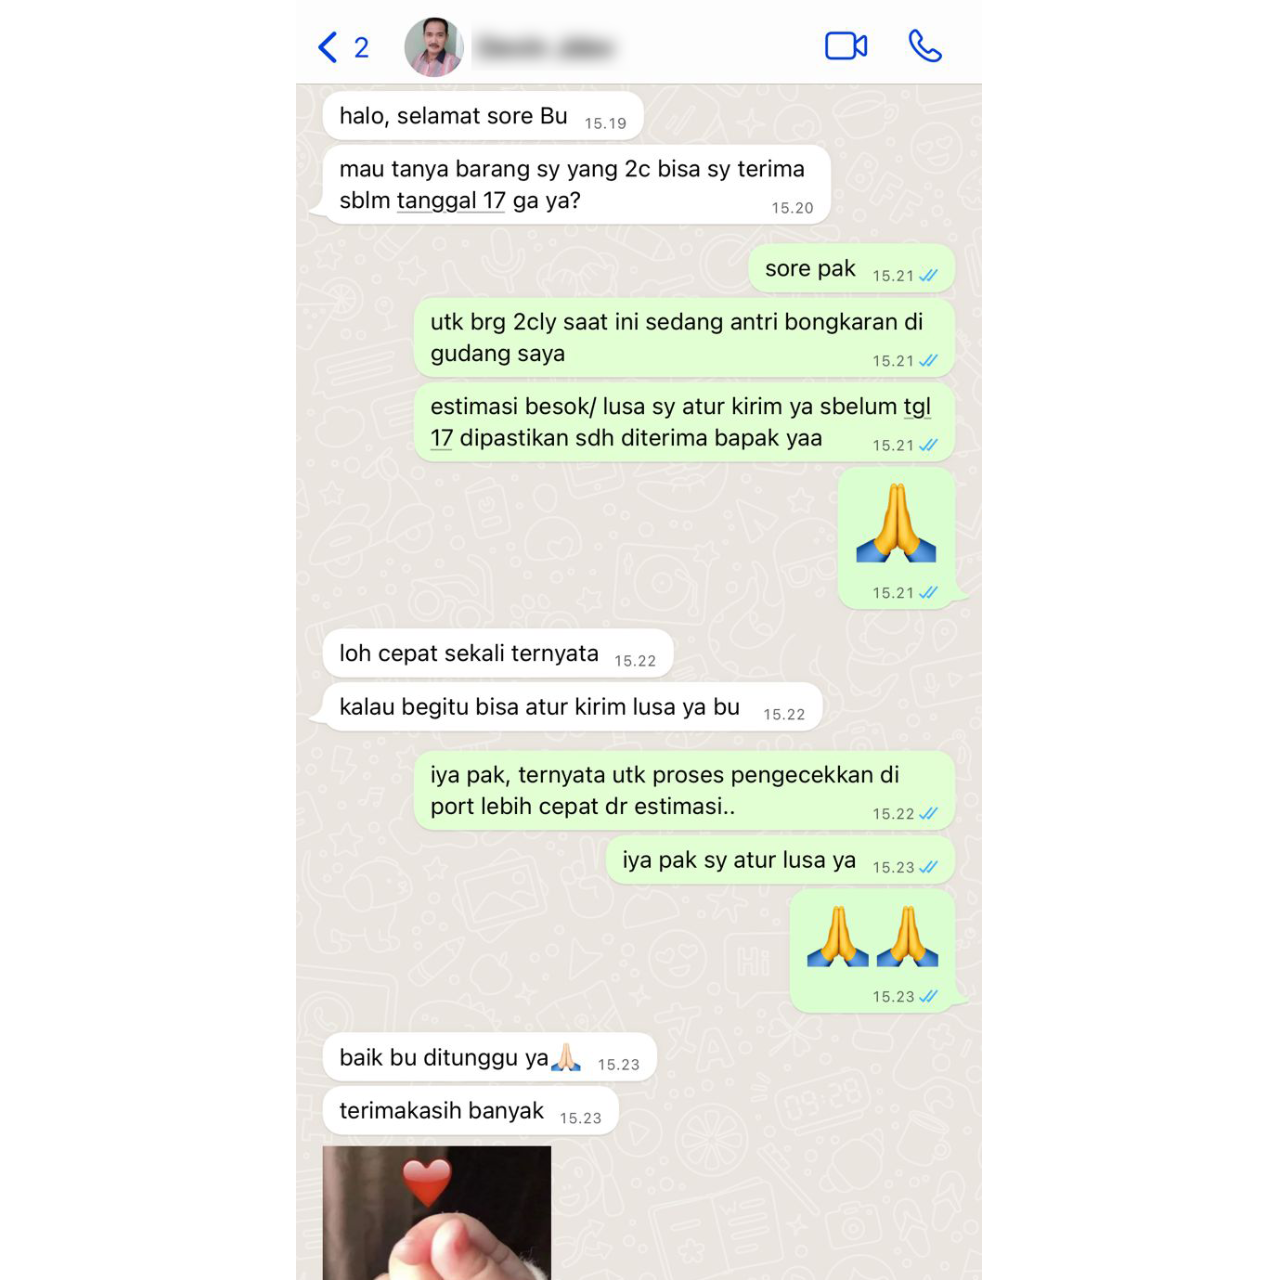 2
halo, selamat sore Bu 15.19
mau tanya barang sy yang 2c bisa sy terima
sblm tanggal 17 ga ya? 15.20
sore pak 15.21
utk brg 2cly saat ini sedang antri bongkaran di
gudang saya 15.21
estimasi besok/ lusa sy atur kirim ya sbelum tgl
17 dipastikan sdh diterima bapak yaa 15.21
🙏
15.21
loh cepat sekali ternyata 15.22
kalau begitu bisa atur kirim lusa ya bu 15.22
iya pak, ternyata utk proses pengecekkan di
port lebih cepat dr estimasi.. 15.22
iya pak sy atur lusa ya 15.23
🙏🙏
15.23
baik bu ditunggu ya🙏🏻 15.23
terimakasih banyak 15.23